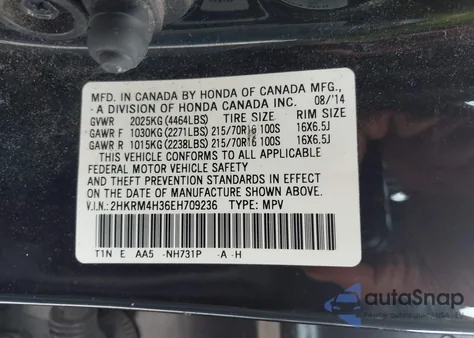 MFD. IN CANADA BY HONDA OF CANADA MFG.,
A DIVISION OF HONDA CANADA INC. 08/'14
GVWR 2025KG (4464LBS) TIRE SIZE RIM SIZE
GAWR F 1030KG (2271LBS) 215/70R16 100S 16X6.5J
GAWR R 1015KG (2238LBS) 215/70R16 100S 16X6.5J
THIS VEHICLE CONFORMS TO ALL APPLICABLE
FEDERAL MOTOR VEHICLE SAFETY
AND THEFT PREVENTION STANDARDS IN EFFECT
ON THE DATE OF MANUFACTURE SHOWN ABOVE.
V.I.N.: 2HKRM4H36EH709236 TYPE: MPV
T1N E AA5 -NH731P -A -H
autoSnap